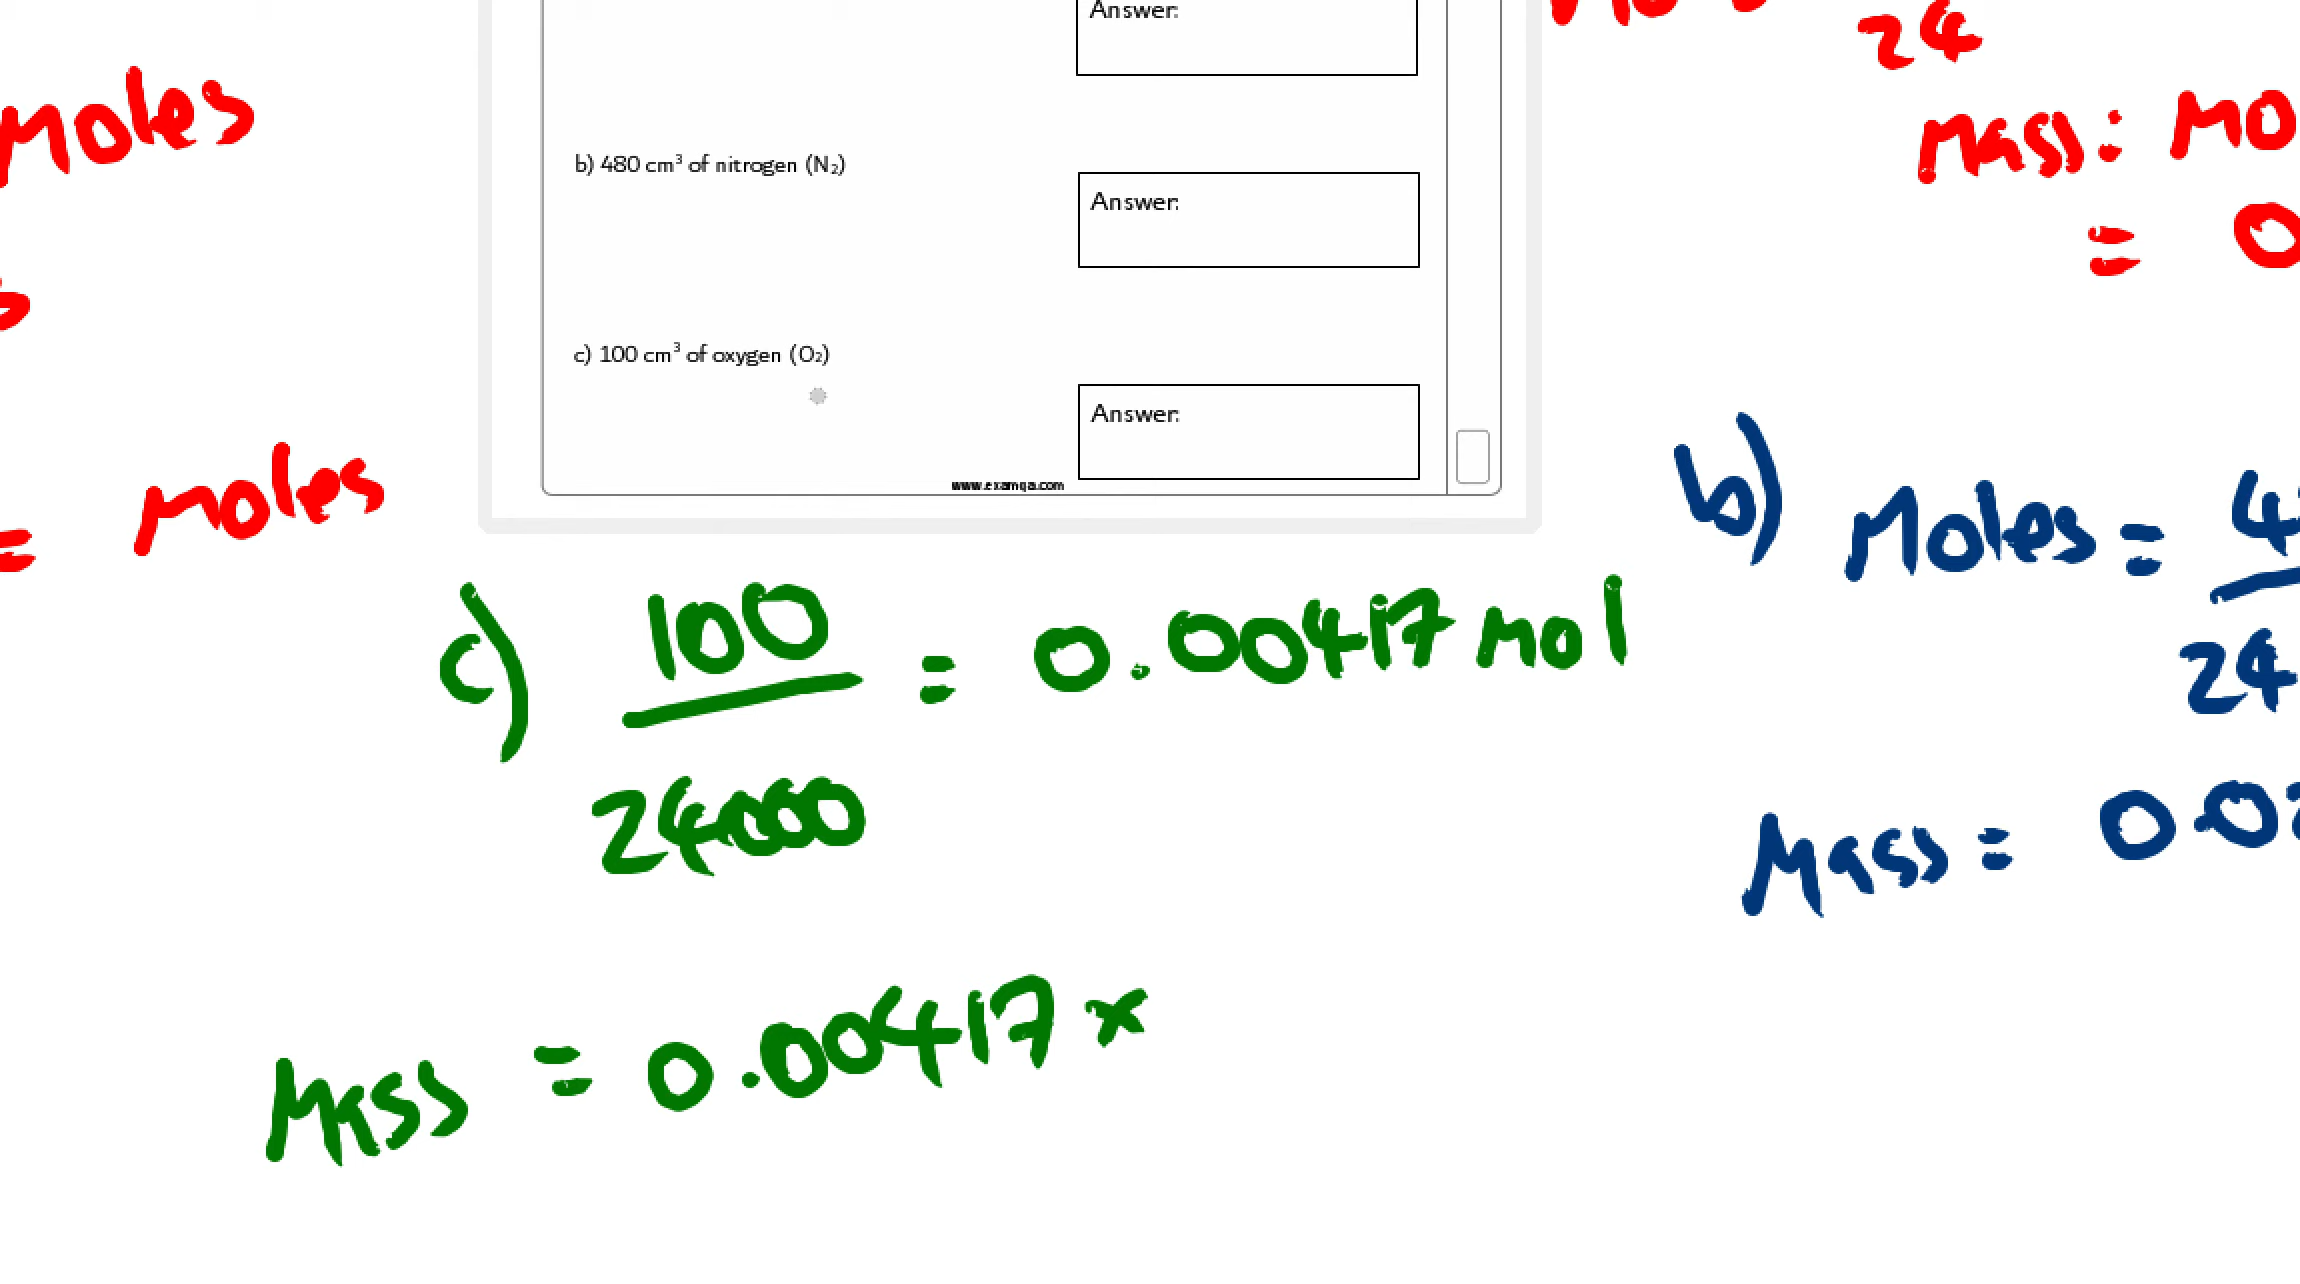 Answer:
24
Moles
Mass: Mo
b) 480 cm³ of nitrogen (N₂)
Answer:
= 0
c) 100 cm³ of oxygen (O₂)
Answer:
www.examqa.com
= Moles
b) Moles = 4
24
c) 100
24000
= 0.00417 mol
Mass = 0.02
Mass = 0.00417 ×